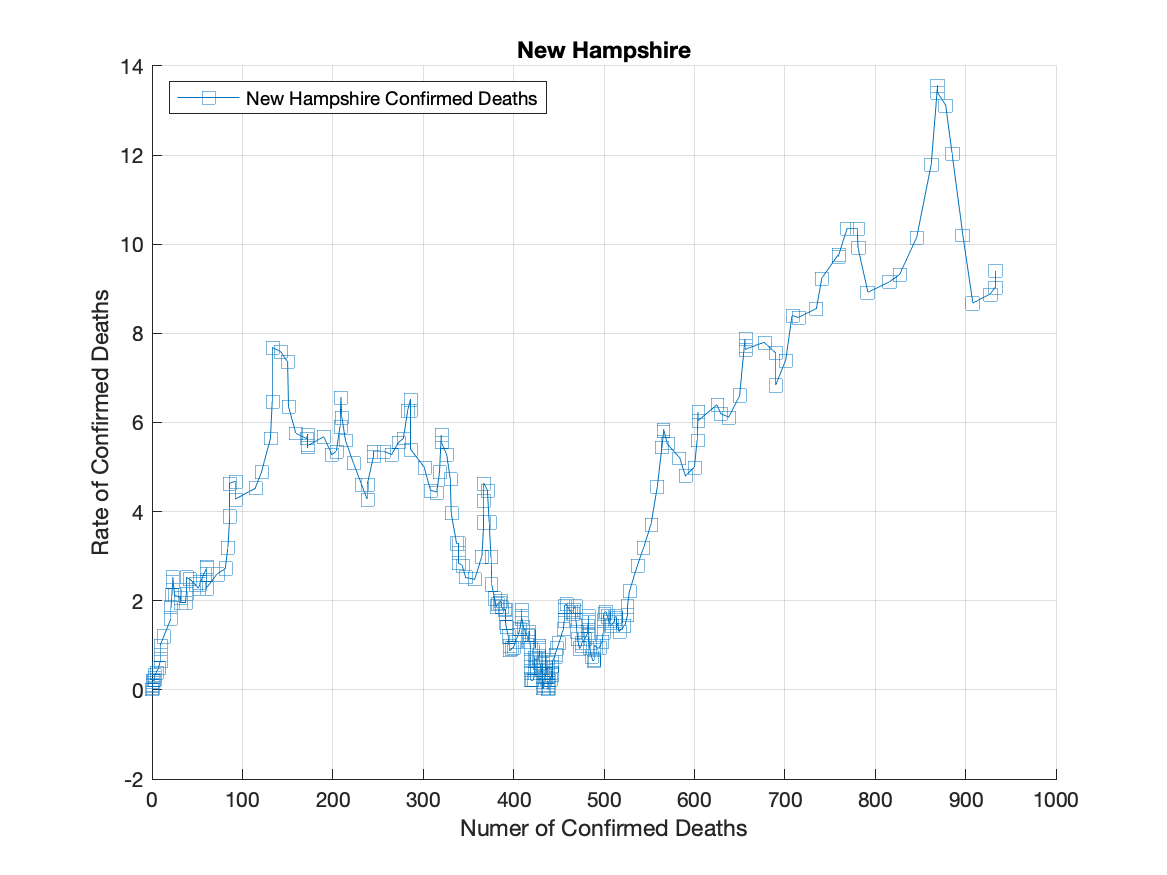 New Hampshire
New Hampshire Confirmed Deaths
Rate of Confirmed Deaths
14
12
10
8
6
4
2
0
-2
0 100 200 300 400 500 600 700 800 900 1000
Numer of Confirmed Deaths